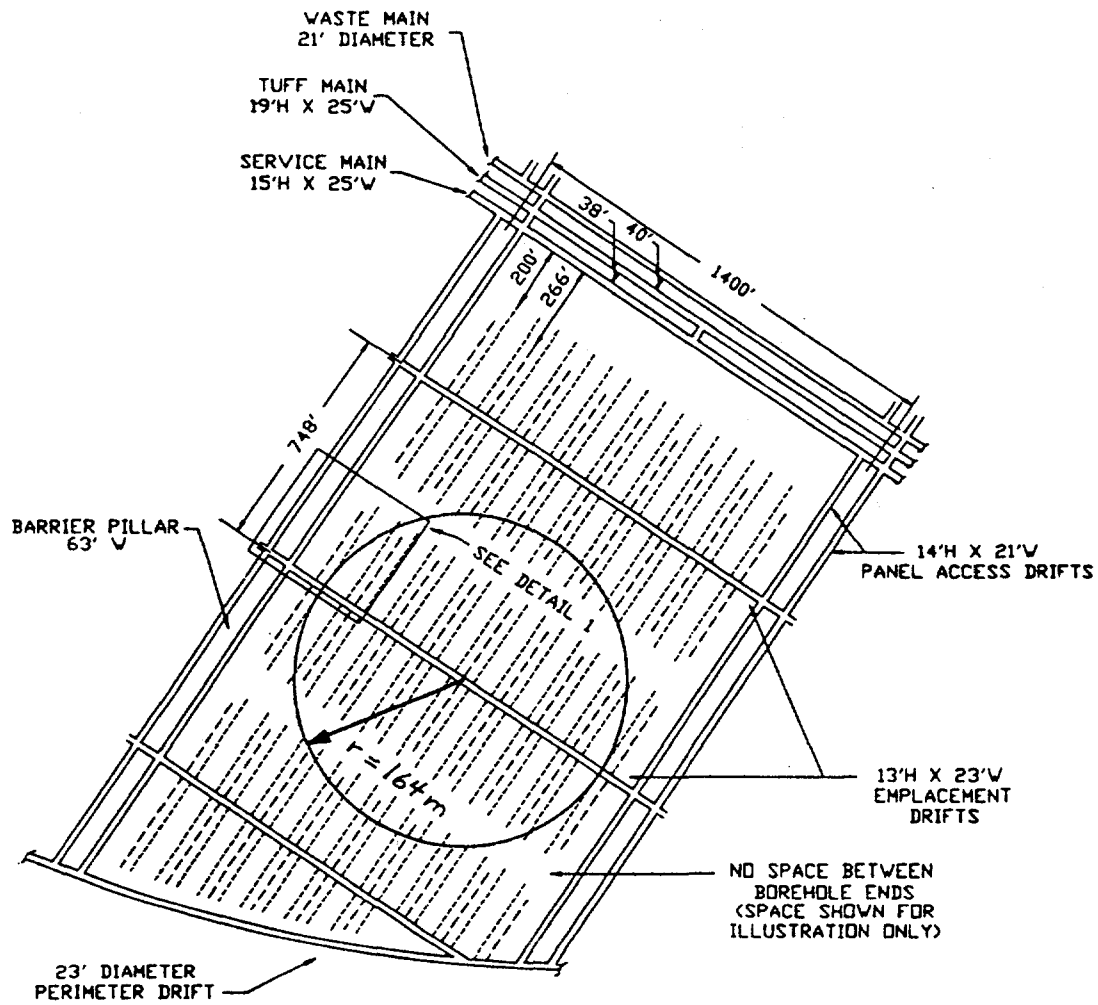 WASTE MAIN
21' DIAMETER
TUFF MAIN
19'H X 25'W
SERVICE MAIN
15'H X 25'W
38'
40'
1400'
200'
266'
748'
BARRIER PILLAR
63' W
SEE DETAIL 1
14'H X 21'W
PANEL ACCESS DRIFTS
r = 164 m
13'H X 23'W
EMPLACEMENT
DRIFTS
NO SPACE BETWEEN
BOREHOLE ENDS
(SPACE SHOWN FOR
ILLUSTRATION ONLY)
23' DIAMETER
PERIMETER DRIFT